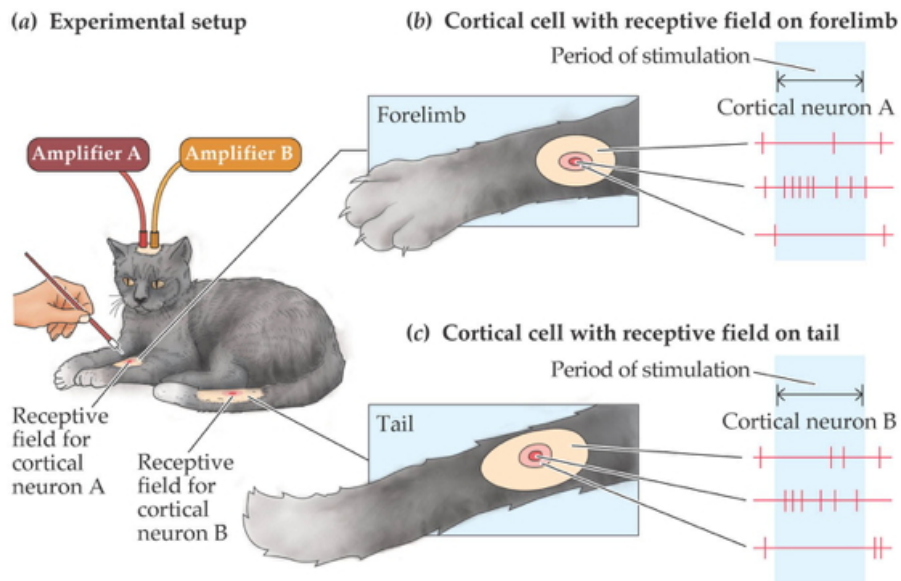 (a) Experimental setup
Amplifier A
Amplifier B
Receptive
field for
cortical
neuron A
Receptive
field for
cortical
neuron B
(b) Cortical cell with receptive field on forelimb
Period of stimulation
Forelimb
Cortical neuron A
(c) Cortical cell with receptive field on tail
Period of stimulation
Tail
Cortical neuron B